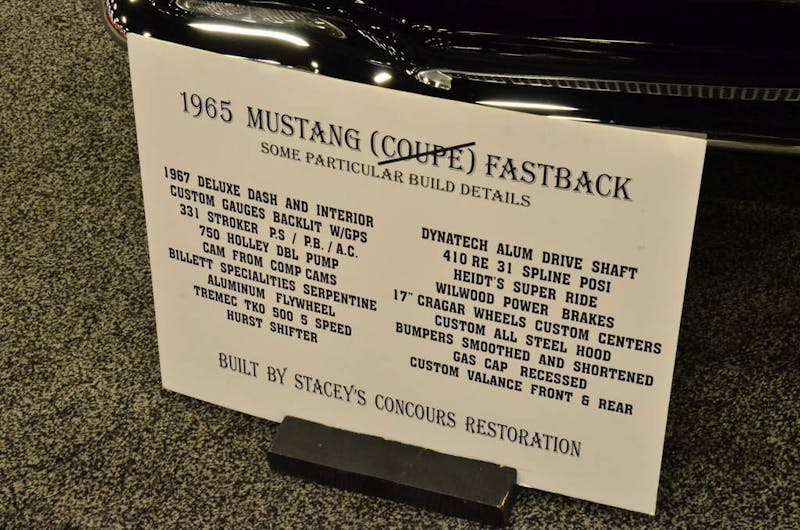 1965 MUSTANG (COUPE) FASTBACK
SOME PARTICULAR BUILD DETAILS
1967 DELUXE DASH AND INTERIOR
CUSTOM GAUGES BACKLIT W/GPS
331 STROKER P.S / P.B. / A.C.
750 HOLLEY DBL PUMP
CAM FROM COMP CAMS
BILLETT SPECIALITIES SERPENTINE
ALUMINUM FLYWHEEL
TREMEC TKO 500 5 SPEED
HURST SHIFTER
DYNATECH ALUM DRIVE SHAFT
410 RE 31 SPLINE POSI
HEIDT'S SUPER RIDE
WILWOOD POWER BRAKES
17" CRAGAR WHEELS CUSTOM CENTERS
CUSTOM ALL STEEL HOOD
BUMPERS SMOOTHED AND SHORTENED
GAS CAP RECESSED
CUSTOM VALANCE FRONT & REAR
BUILT BY STACEY'S CONCOURS RESTORATION